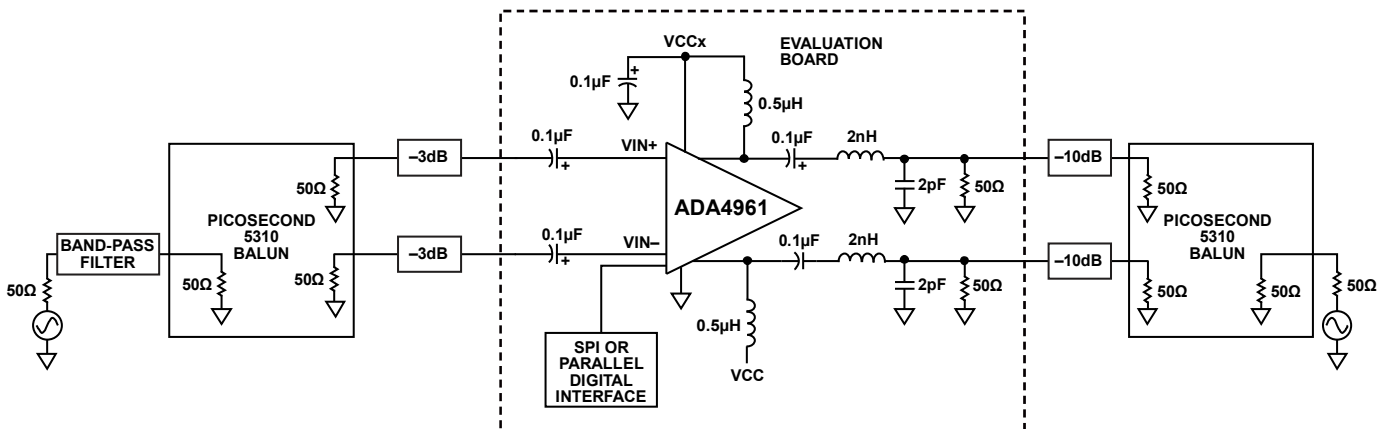 VCCx
EVALUATION
BOARD
0.1µF
+
0.5µH
0.1µF
2nH
+
0.1µF
+
VIN+
–3dB
–10dB
50Ω
2pF
50Ω
50Ω
ADA4961
PICOSECOND
5310
BALUN
PICOSECOND
5310
BALUN
BAND-PASS
FILTER
–3dB
0.1µF
+
VIN–
0.1µF
2nH
–10dB
50Ω
50Ω
50Ω
2pF
50Ω
50Ω
50Ω
50Ω
0.5µH
VCC
SPI OR
PARALLEL
DIGITAL
INTERFACE